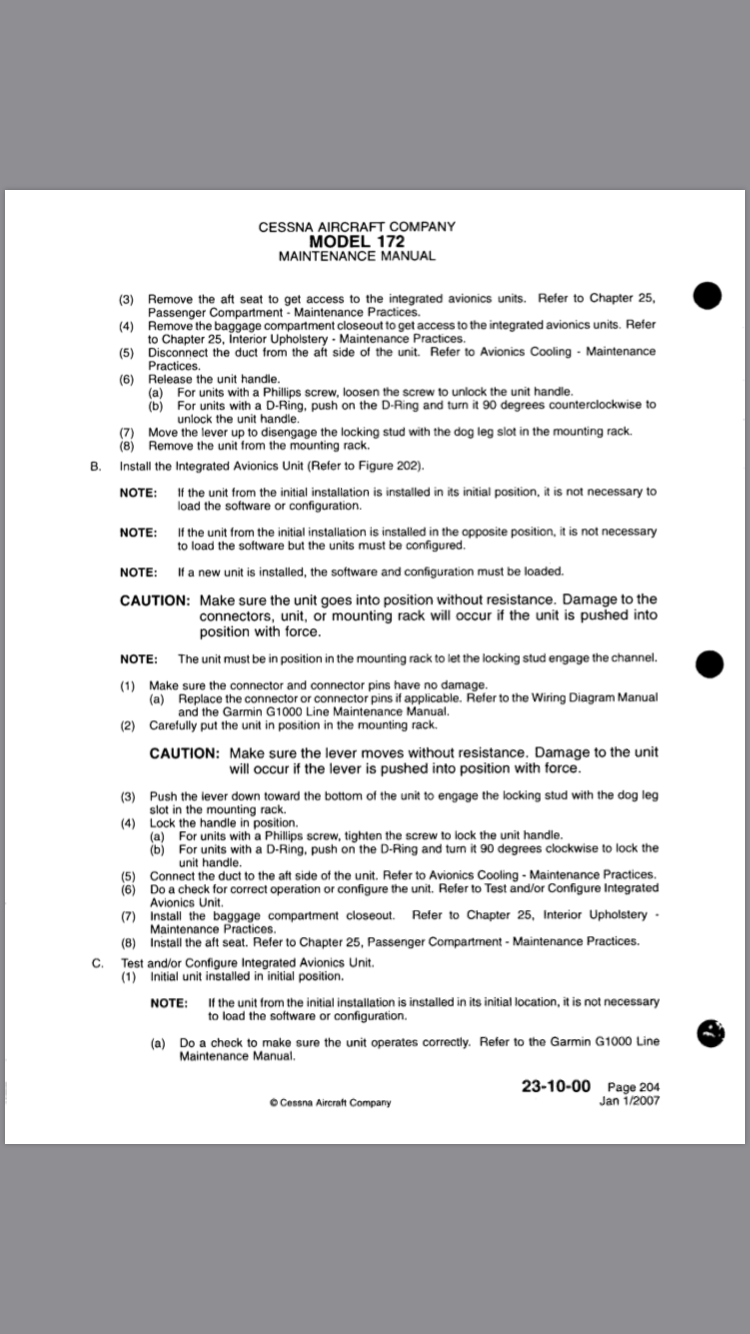 CESSNA AIRCRAFT COMPANY
MODEL 172
MAINTENANCE MANUAL
(3) Remove the aft seat to get access to the integrated avionics units. Refer to Chapter 25,
Passenger Compartment - Maintenance Practices.
(4) Remove the baggage compartment closeout to get access to the integrated avionics units. Refer
to Chapter 25, Interior Upholstery - Maintenance Practices.
(5) Disconnect the duct from the aft side of the unit. Refer to Avionics Cooling - Maintenance
Practices.
(6) Release the unit handle.
(a) For units with a Phillips screw, loosen the screw to unlock the unit handle.
(b) For units with a D-Ring, push on the D-Ring and turn it 90 degrees counterclockwise to
unlock the unit handle.
(7) Move the lever up to disengage the locking stud with the dog leg slot in the mounting rack.
(8) Remove the unit from the mounting rack.
B. Install the Integrated Avionics Unit (Refer to Figure 202).
NOTE: If the unit from the initial installation is installed in its initial position, it is not necessary to
load the software or configuration.
NOTE: If the unit from the initial installation is installed in the opposite position, it is not necessary
to load the software but the units must be configured.
NOTE: If a new unit is installed, the software and configuration must be loaded.
CAUTION: Make sure the unit goes into position without resistance. Damage to the
connectors, unit, or mounting rack will occur if the unit is pushed into
position with force.
NOTE: The unit must be in position in the mounting rack to let the locking stud engage the channel.
(1) Make sure the connector and connector pins have no damage.
(a) Replace the connector or connector pins if applicable. Refer to the Wiring Diagram Manual
and the Garmin G1000 Line Maintenance Manual.
(2) Carefully put the unit in position in the mounting rack.
CAUTION: Make sure the lever moves without resistance. Damage to the unit
will occur if the lever is pushed into position with force.
(3) Push the lever down toward the bottom of the unit to engage the locking stud with the dog leg
slot in the mounting rack.
(4) Lock the handle in position.
(a) For units with a Phillips screw, tighten the screw to lock the unit handle.
(b) For units with a D-Ring, push on the D-Ring and turn it 90 degrees clockwise to lock the
unit handle.
(5) Connect the duct to the aft side of the unit. Refer to Avionics Cooling - Maintenance Practices.
(6) Do a check for correct operation or configure the unit. Refer to Test and/or Configure Integrated
Avionics Unit.
(7) Install the baggage compartment closeout. Refer to Chapter 25, Interior Upholstery -
Maintenance Practices.
(8) Install the aft seat. Refer to Chapter 25, Passenger Compartment - Maintenance Practices.
C. Test and/or Configure Integrated Avionics Unit.
(1) Initial unit installed in initial position.
NOTE: If the unit from the initial installation is installed in its initial location, it is not necessary
to load the software or configuration.
(a) Do a check to make sure the unit operates correctly. Refer to the Garmin G1000 Line
Maintenance Manual.
23-10-00 Page 204
© Cessna Aircraft Company Jan 1/2007